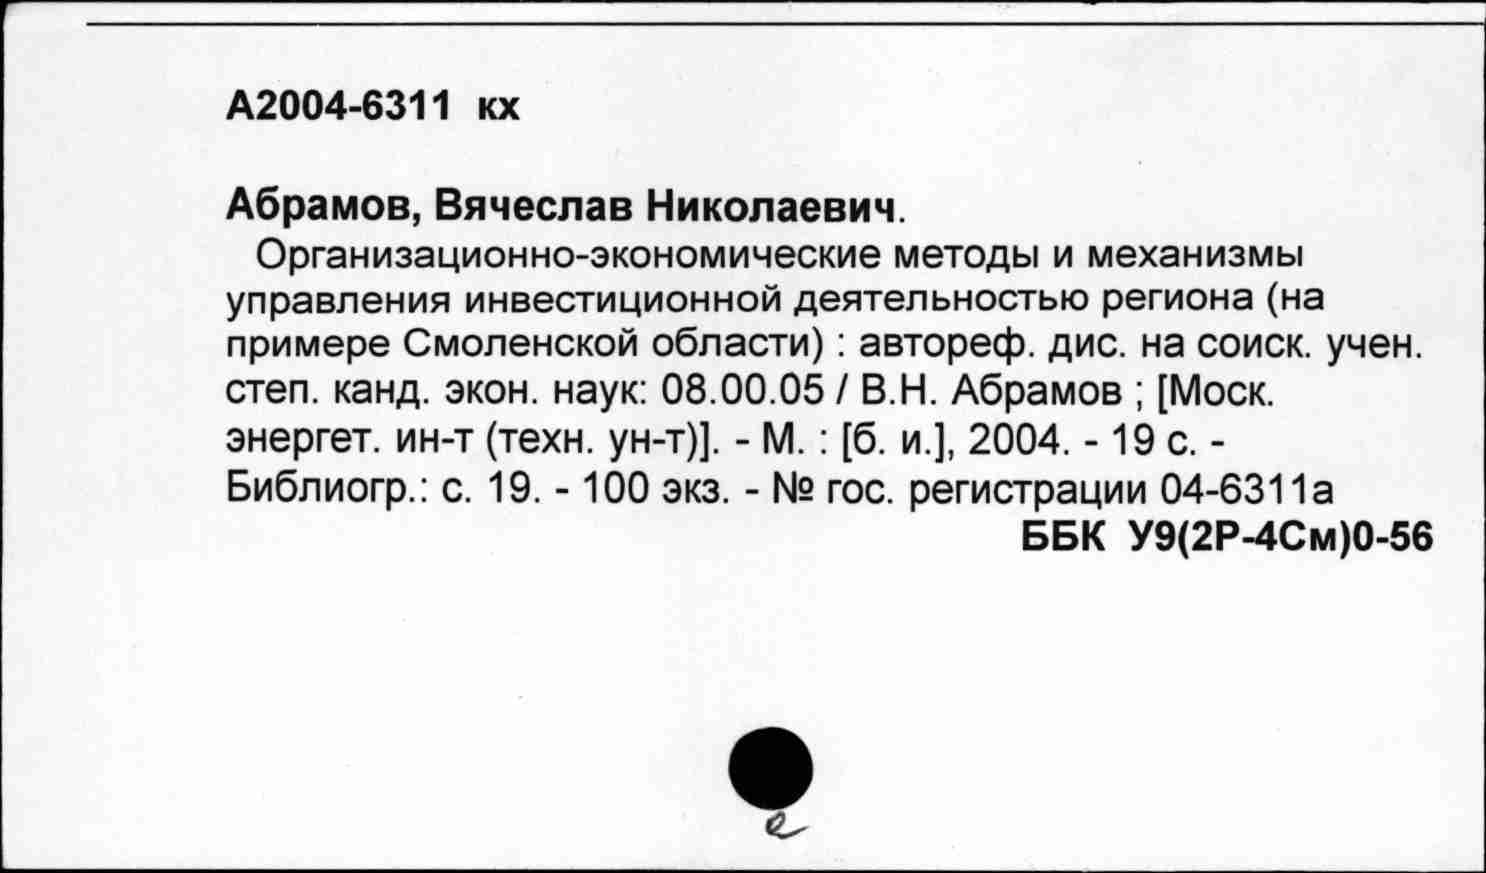 А2004-6311 кх
Абрамов, Вячеслав Николаевич.
Организационно-экономические методы и механизмы
управления инвестиционной деятельностью региона (на
примере Смоленской области) : автореф. дис. на соиск. учен.
степ. канд. экон. наук: 08.00.05 / В.Н. Абрамов ; [Моск.
энергет. ин-т (техн. ун-т)]. - М. : [б. и.], 2004. - 19 с. -
Библиогр.: с. 19. - 100 экз. - № гос. регистрации 04-6311а
ББК У9(2Р-4См)0-56
е